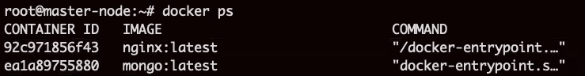 root@master-node:~# docker ps
CONTAINER ID   IMAGE          COMMAND
92c971856f43   nginx:latest   "/docker-entrypoint.…"
ea1a89755880   mongo:latest   "docker-entrypoint.s…"